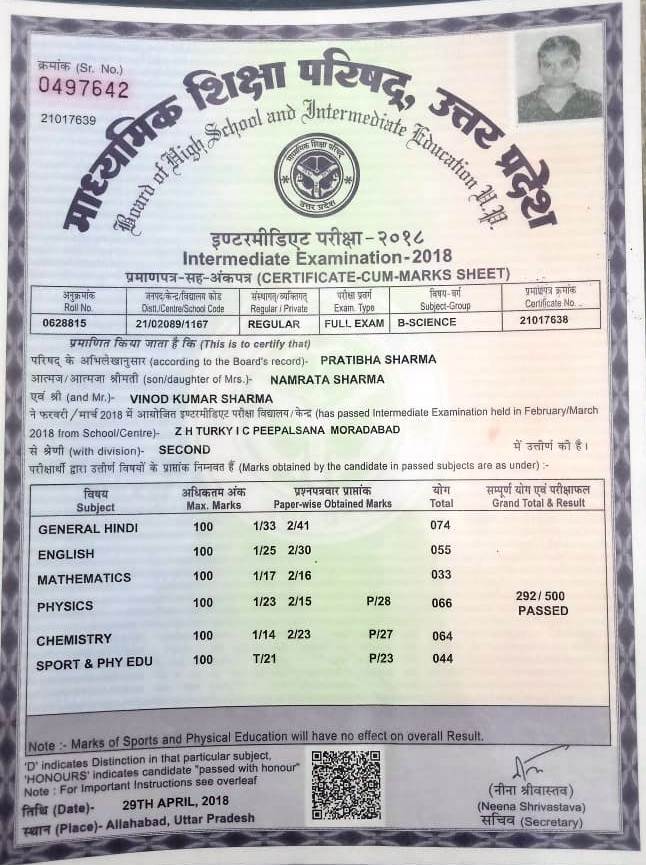 क्रमांक (Sr. No.)
0497642
21017639
माध्यमिक शिक्षा परिषद्, उत्तर प्रदेश
Board of High School and Intermediate Education U.P.
माध्यमिक शिक्षा परिषद
उत्तर प्रदेश
इण्टरमीडिएट परीक्षा-२०१८
Intermediate Examination-2018
प्रमाणपत्र-सह-अंकपत्र (CERTIFICATE-CUM-MARKS SHEET)
अनुक्रमांक जनपद/केन्द्र/विद्यालय कोड संस्थागत/व्यक्तिगत परीक्षा प्रवर्ग विषय-वर्ग प्रमाणपत्र क्रमांक
Roll No. Distt./Centre/School Code Regular / Private Exam. Type Subject-Group Certificate No.
0628815 21/02089/1167 REGULAR FULL EXAM B-SCIENCE 21017638
प्रमाणित किया जाता है कि (This is to certify that)
परिषद् के अभिलेखानुसार (according to the Board's record)- PRATIBHA SHARMA
आत्मज/आत्मजा श्रीमती (son/daughter of Mrs.)- NAMRATA SHARMA
एवं श्री (and Mr.)- VINOD KUMAR SHARMA
ने फरवरी/मार्च 2018 में आयोजित इण्टरमीडिएट परीक्षा विद्यालय/केन्द्र (has passed Intermediate Examination held in February/March
2018 from School/Centre)- Z H TURKY I C PEEPALSANA MORADABAD
से श्रेणी (with division)- SECOND में उत्तीर्ण की है।
परीक्षार्थी द्वारा उत्तीर्ण विषयों के प्राप्तांक निम्नवत हैं (Marks obtained by the candidate in passed subjects are as under) :-
विषय अधिकतम अंक प्रश्नपत्रवार प्राप्तांक योग सम्पूर्ण योग एवं परीक्षाफल
Subject Max. Marks Paper-wise Obtained Marks Total Grand Total & Result
GENERAL HINDI 100 1/33 2/41 074
ENGLISH 100 1/25 2/30 055
MATHEMATICS 100 1/17 2/16 033
PHYSICS 100 1/23 2/15 P/28 066 292/500
PASSED
CHEMISTRY 100 1/14 2/23 P/27 064
SPORT & PHY EDU 100 T/21 P/23 044
Note :- Marks of Sports and Physical Education will have no effect on overall Result.
'D' indicates Distinction in that particular subject,
'HONOURS' indicates candidate "passed with honour"
Note : For Important Instructions see overleaf
तिथि (Date)- 29TH APRIL, 2018
स्थान (Place)- Allahabad, Uttar Pradesh
(नीना श्रीवास्तव)
(Neena Shrivastava)
सचिव (Secretary)